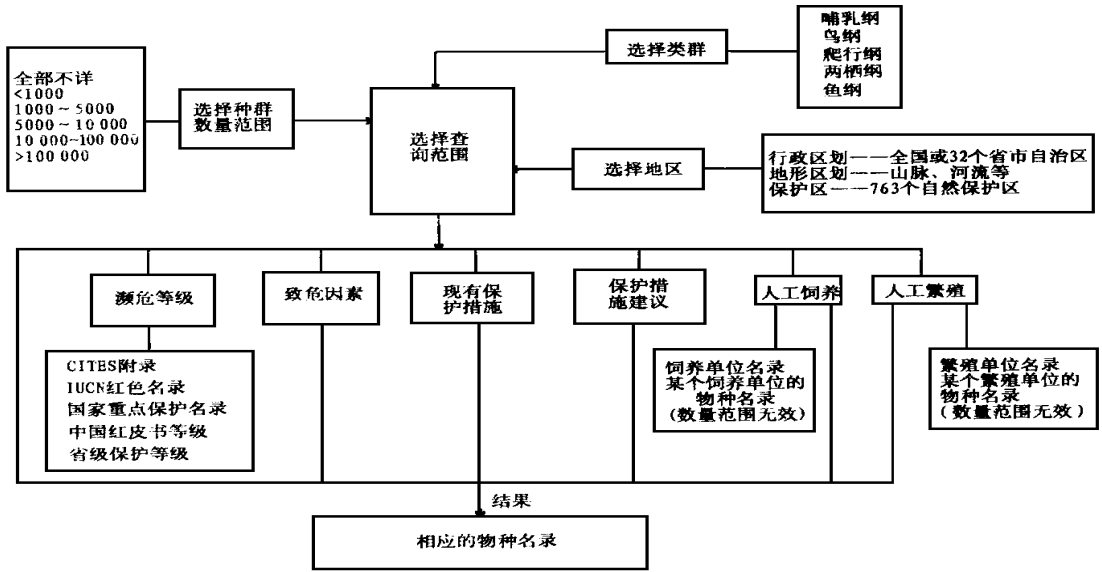 哺乳纲
鸟纲
爬行纲
两栖纲
鱼纲
选择类群
全部不详
<1000
1000~5000
5000~10 000
10 000~100 000
>100 000
选择种群
数量范围
选择查
询范围
选择地区
行政区划——全国或32个省市自治区
地形区划——山脉、河流等
保护区——763个自然保护区
濒危等级
致危因素
现有保
护措施
保护措
施建议
人工饲养
人工繁殖
CITES附录
IUCN红色名录
国家重点保护名录
中国红皮书等级
省级保护等级
饲养单位名录
某个饲养单位的
物种名录
(数量范围无效)
繁殖单位名录
某个繁殖单位的
物种名录
(数量范围无效)
结果
相应的物种名录